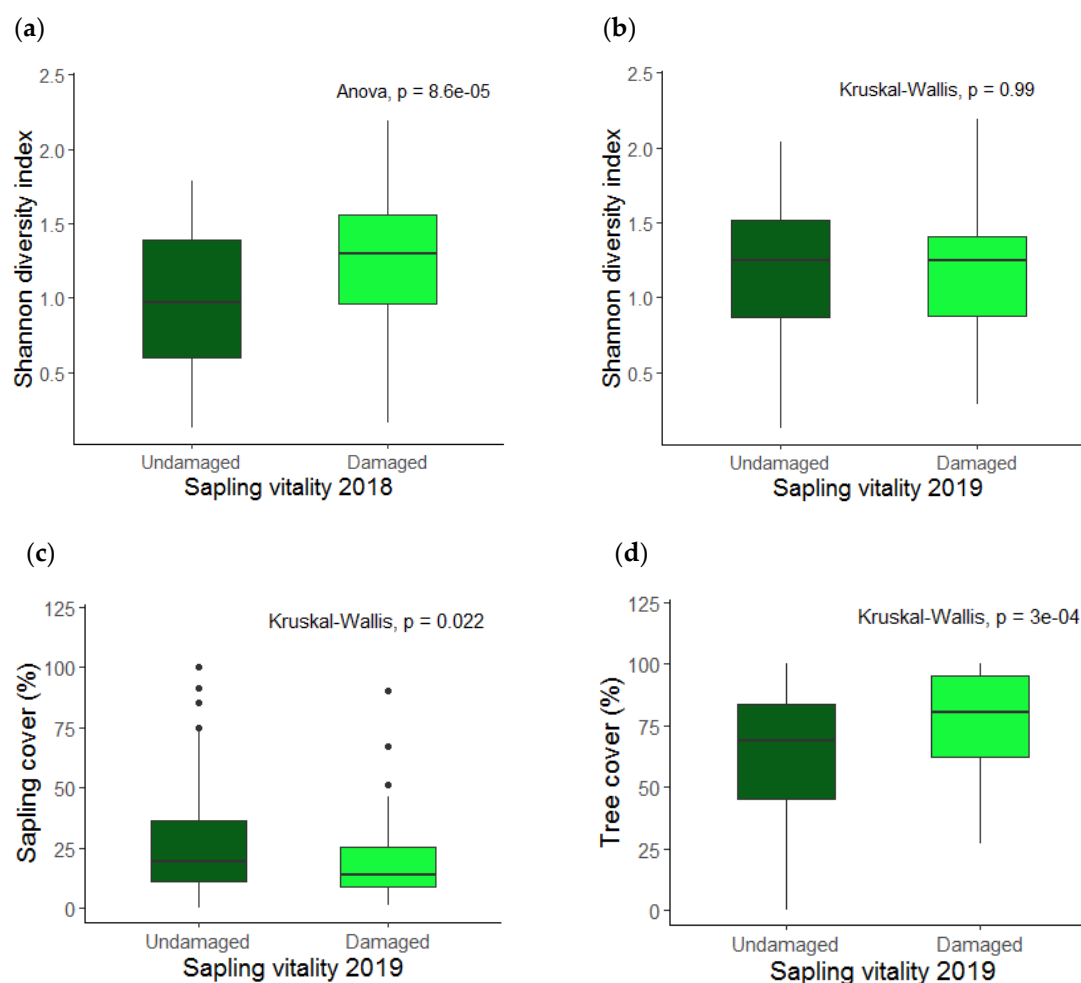 (a)
Anova, p = 8.6e-05
Shannon diversity index
2.5
2.0
1.5
1.0
0.5
Undamaged Damaged
Sapling vitality 2018
(b)
Kruskal-Wallis, p = 0.99
Shannon diversity index
2.5
2.0
1.5
1.0
0.5
Undamaged Damaged
Sapling vitality 2019
(c)
Kruskal-Wallis, p = 0.022
Sapling cover (%)
125
100
75
50
25
0
Undamaged Damaged
Sapling vitality 2019
(d)
Kruskal-Wallis, p = 3e-04
Tree cover (%)
125
100
75
50
25
0
Undamaged Damaged
Sapling vitality 2019